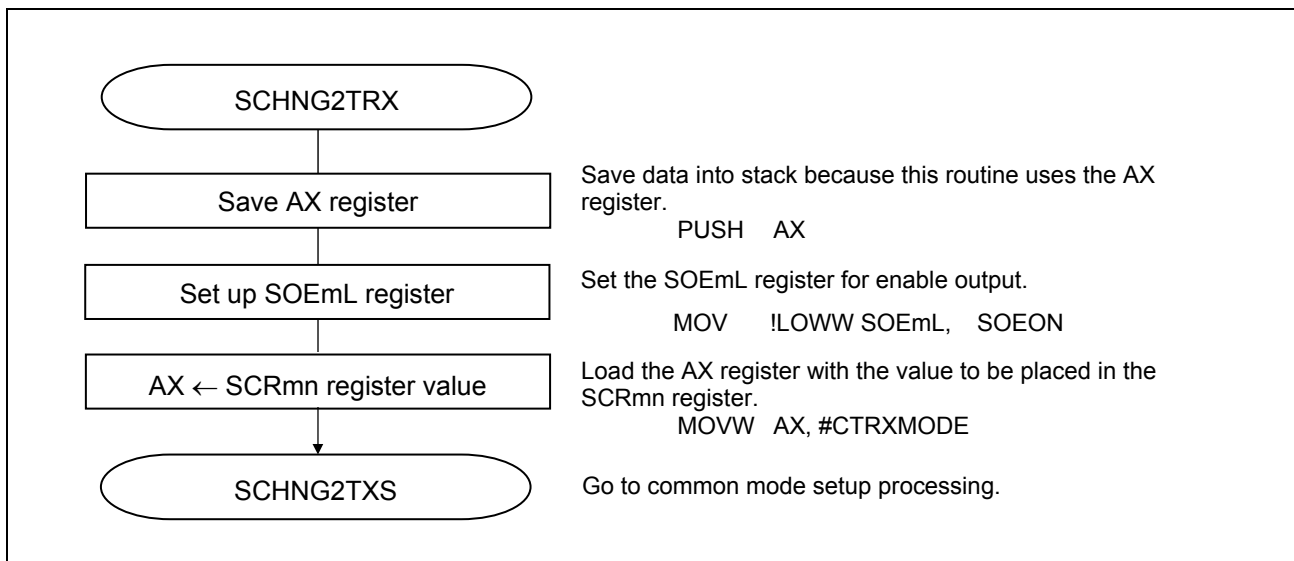 SCHNG2TRX
Save AX register
Save data into stack because this routine uses the AX
register.
PUSH AX
Set up SOEmL register
Set the SOEmL register for enable output.
MOV !LOWW SOEmL, SOEON
AX ← SCRmn register value
Load the AX register with the value to be placed in the
SCRmn register.
MOVW AX, #CTRXMODE
SCHNG2TXS
Go to common mode setup processing.